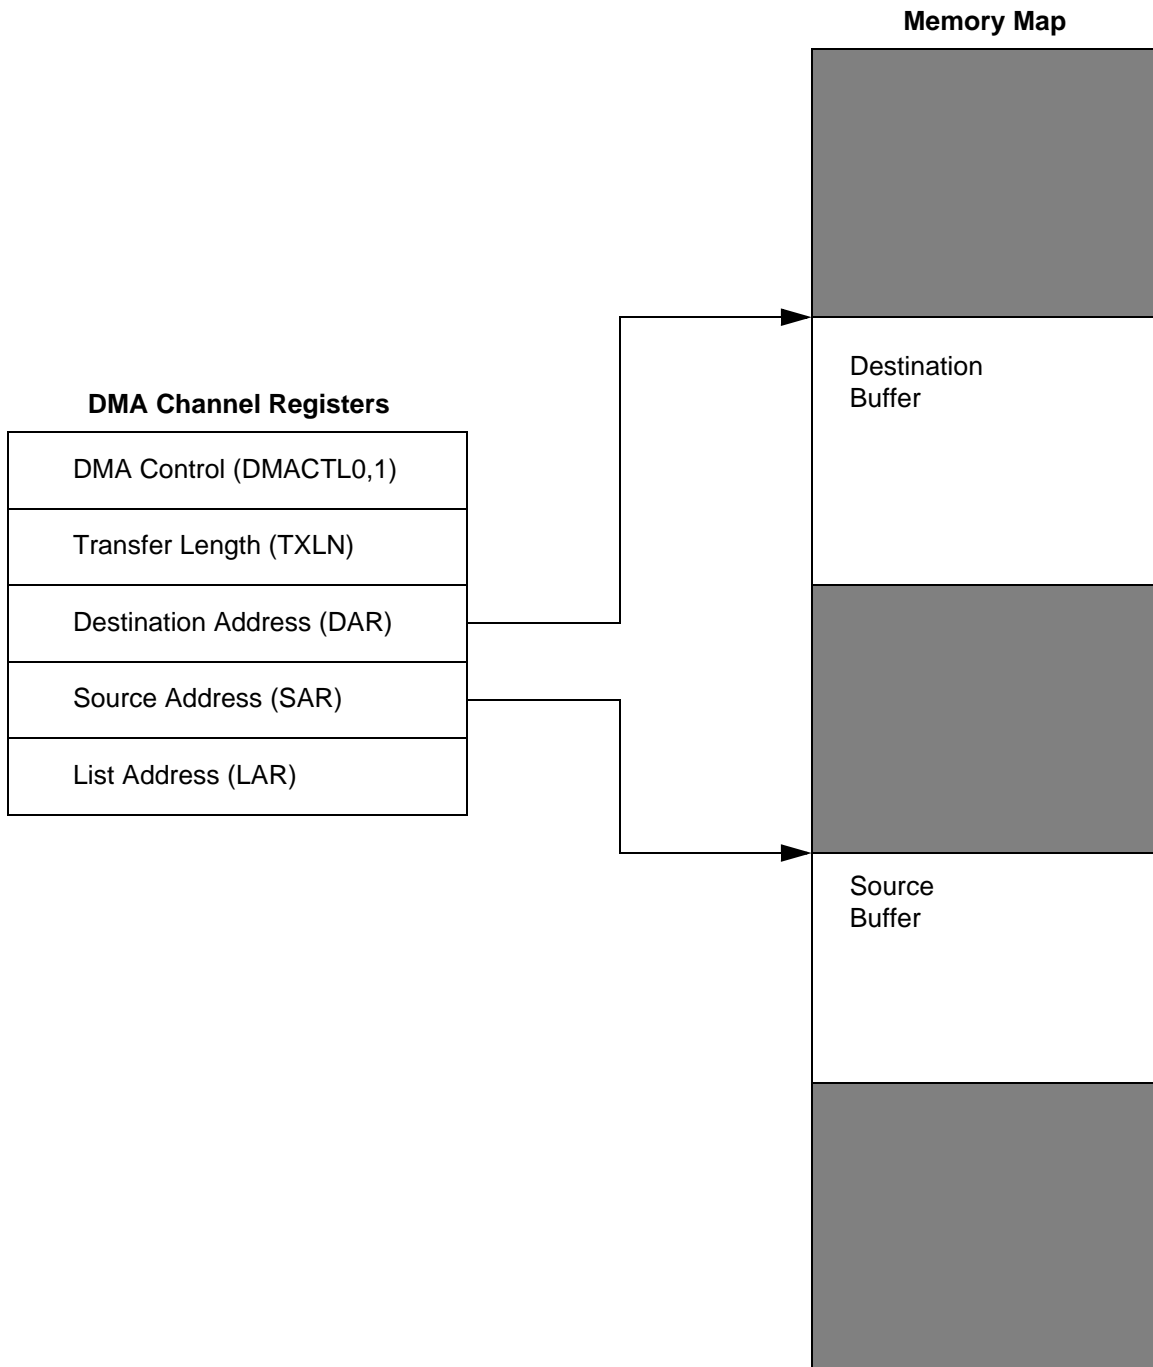 Memory Map
Destination
Buffer
DMA Channel Registers
DMA Control (DMACTL0,1)
Transfer Length (TXLN)
Destination Address (DAR)
Source Address (SAR)
List Address (LAR)
Source
Buffer